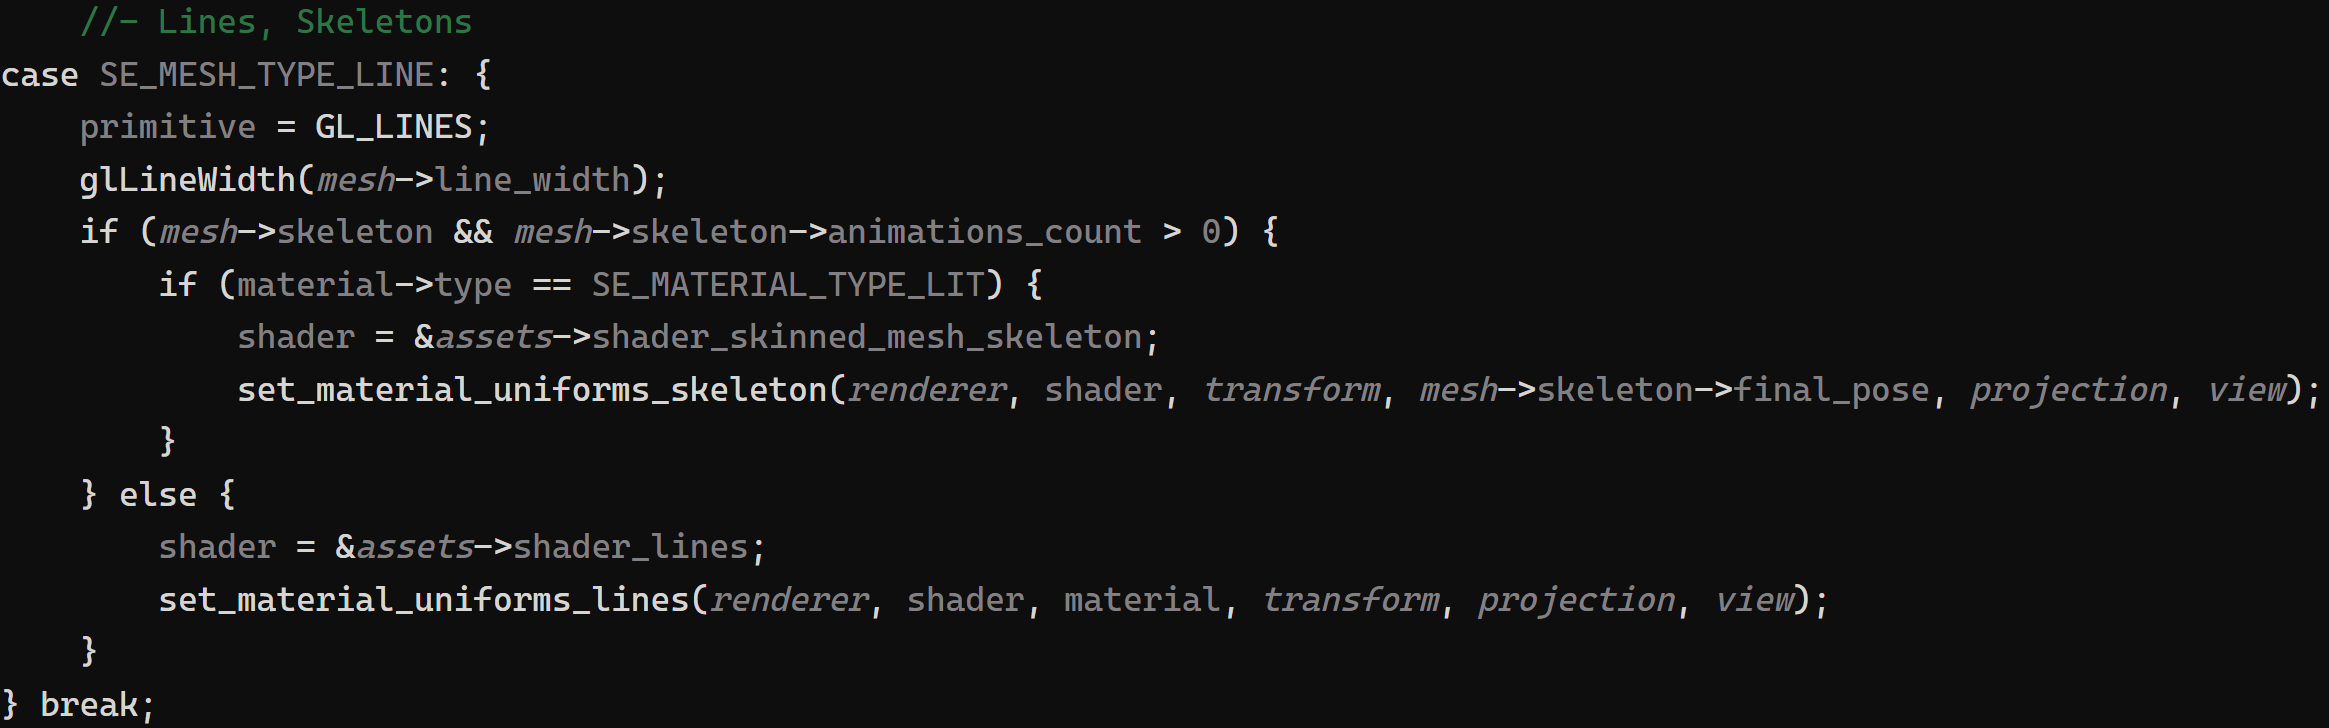 //- Lines, Skeletons
case SE_MESH_TYPE_LINE: {
primitive = GL_LINES;
glLineWidth(mesh->line_width);
if (mesh->skeleton && mesh->skeleton->animations_count > 0) {
if (material->type == SE_MATERIAL_TYPE_LIT) {
shader = &assets->shader_skinned_mesh_skeleton;
set_material_uniforms_skeleton(renderer, shader, transform, mesh->skeleton->final_pose, projection, view);
}
} else {
shader = &assets->shader_lines;
set_material_uniforms_lines(renderer, shader, material, transform, projection, view);
}
} break;